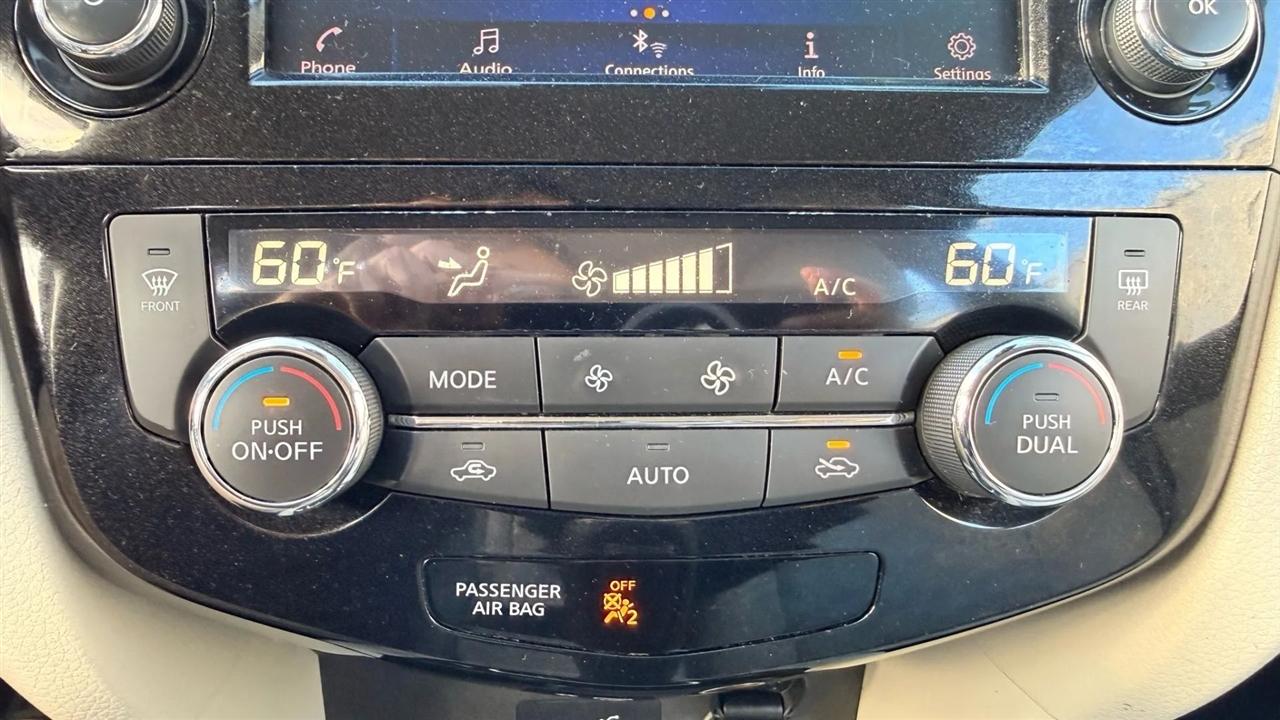 OK
Phone
Audio
Connections
Info
Settings
60°F
A/C
60°F
FRONT
REAR
MODE
A/C
PUSH
ON•OFF
PUSH
DUAL
AUTO
PASSENGER
AIR BAG
OFF
2